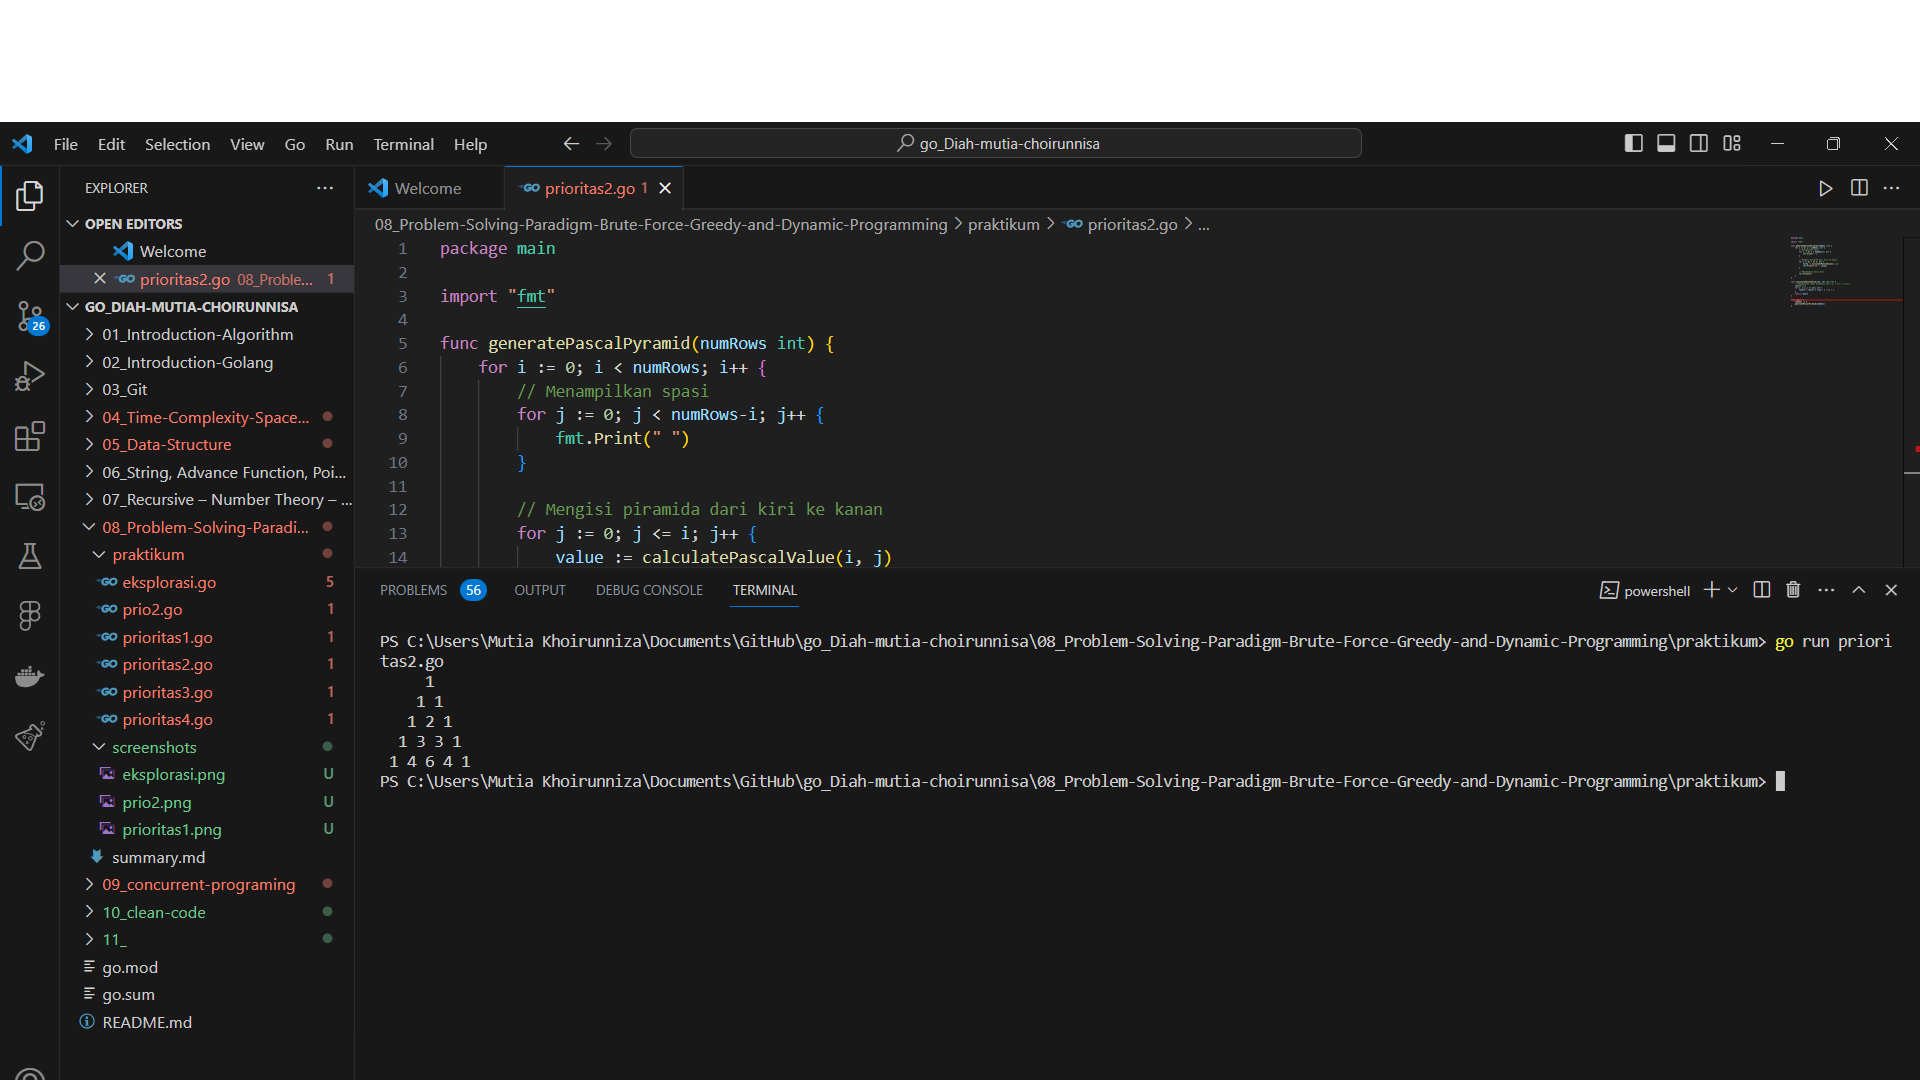 File Edit Selection View Go Run Terminal Help
go_Diah-mutia-choirunnisa
EXPLORER
OPEN EDITORS
Welcome
prioritas2.go 08_Proble... 1
GO_DIAH-MUTIA-CHOIRUNNISA
01_Introduction-Algorithm
02_Introduction-Golang
03_Git
04_Time-Complexity-Space...
05_Data-Structure
06_String, Advance Function, Poi...
07_Recursive – Number Theory – ...
08_Problem-Solving-Paradi...
praktikum
eksplorasi.go 5
prio2.go 1
prioritas1.go 1
prioritas2.go 1
prioritas3.go 1
prioritas4.go 1
screenshots
eksplorasi.png U
prio2.png U
prioritas1.png U
summary.md
09_concurrent-programing
10_clean-code
11_
go.mod
go.sum
README.md
26
Welcome
prioritas2.go 1
08_Problem-Solving-Paradigm-Brute-Force-Greedy-and-Dynamic-Programming > praktikum > prioritas2.go > ...
1 package main
2
3 import "fmt"
4
5 func generatePascalPyramid(numRows int) {
6 for i := 0; i < numRows; i++ {
7 // Menampilkan spasi
8 for j := 0; j < numRows-i; j++ {
9 fmt.Print(" ")
10 }
11
12 // Mengisi piramida dari kiri ke kanan
13 for j := 0; j <= i; j++ {
14 value := calculatePascalValue(i, j)
PROBLEMS 56 OUTPUT DEBUG CONSOLE TERMINAL
powershell
PS C:\Users\Mutia Khoirunniza\Documents\GitHub\go_Diah-mutia-choirunnisa\08_Problem-Solving-Paradigm-Brute-Force-Greedy-and-Dynamic-Programming\praktikum> go run priori
tas2.go
1
1 1
1 2 1
1 3 3 1
1 4 6 4 1
PS C:\Users\Mutia Khoirunniza\Documents\GitHub\go_Diah-mutia-choirunnisa\08_Problem-Solving-Paradigm-Brute-Force-Greedy-and-Dynamic-Programming\praktikum>